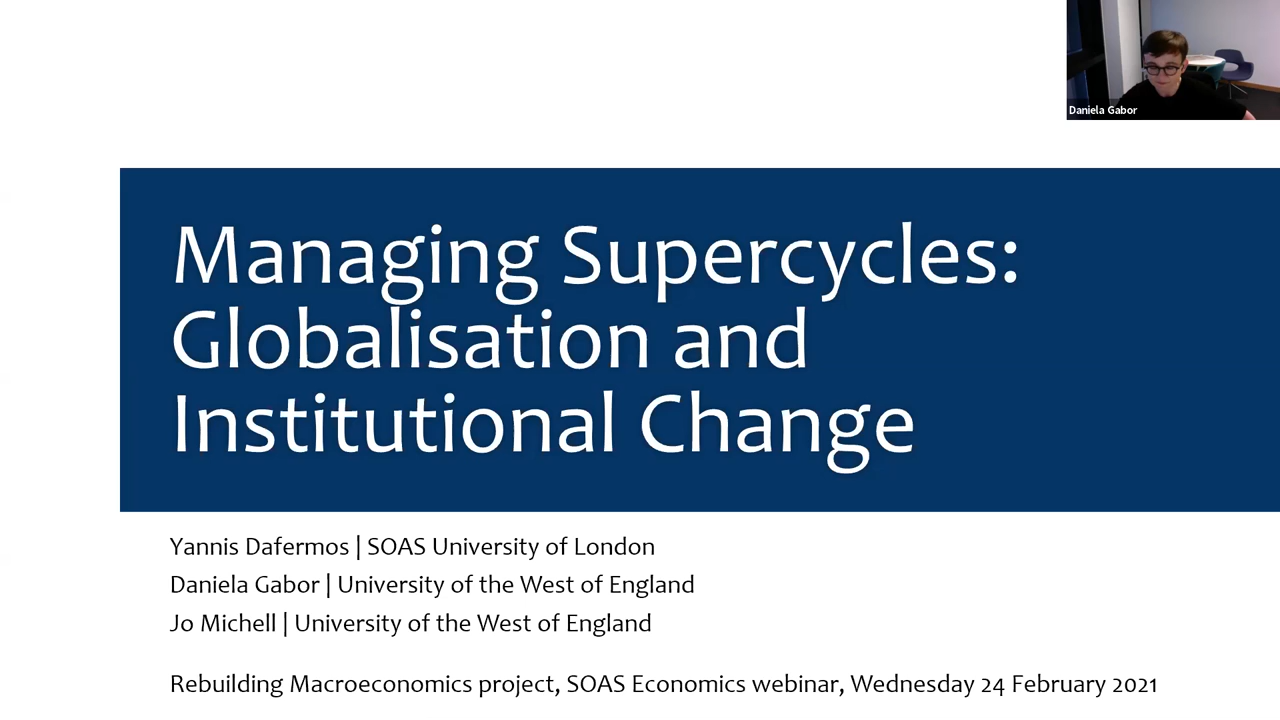 Daniela Gabor
Managing Supercycles:
Globalisation and
Institutional Change
Yannis Dafermos | SOAS University of London
Daniela Gabor | University of the West of England
Jo Michell | University of the West of England
Rebuilding Macroeconomics project, SOAS Economics webinar, Wednesday 24 February 2021